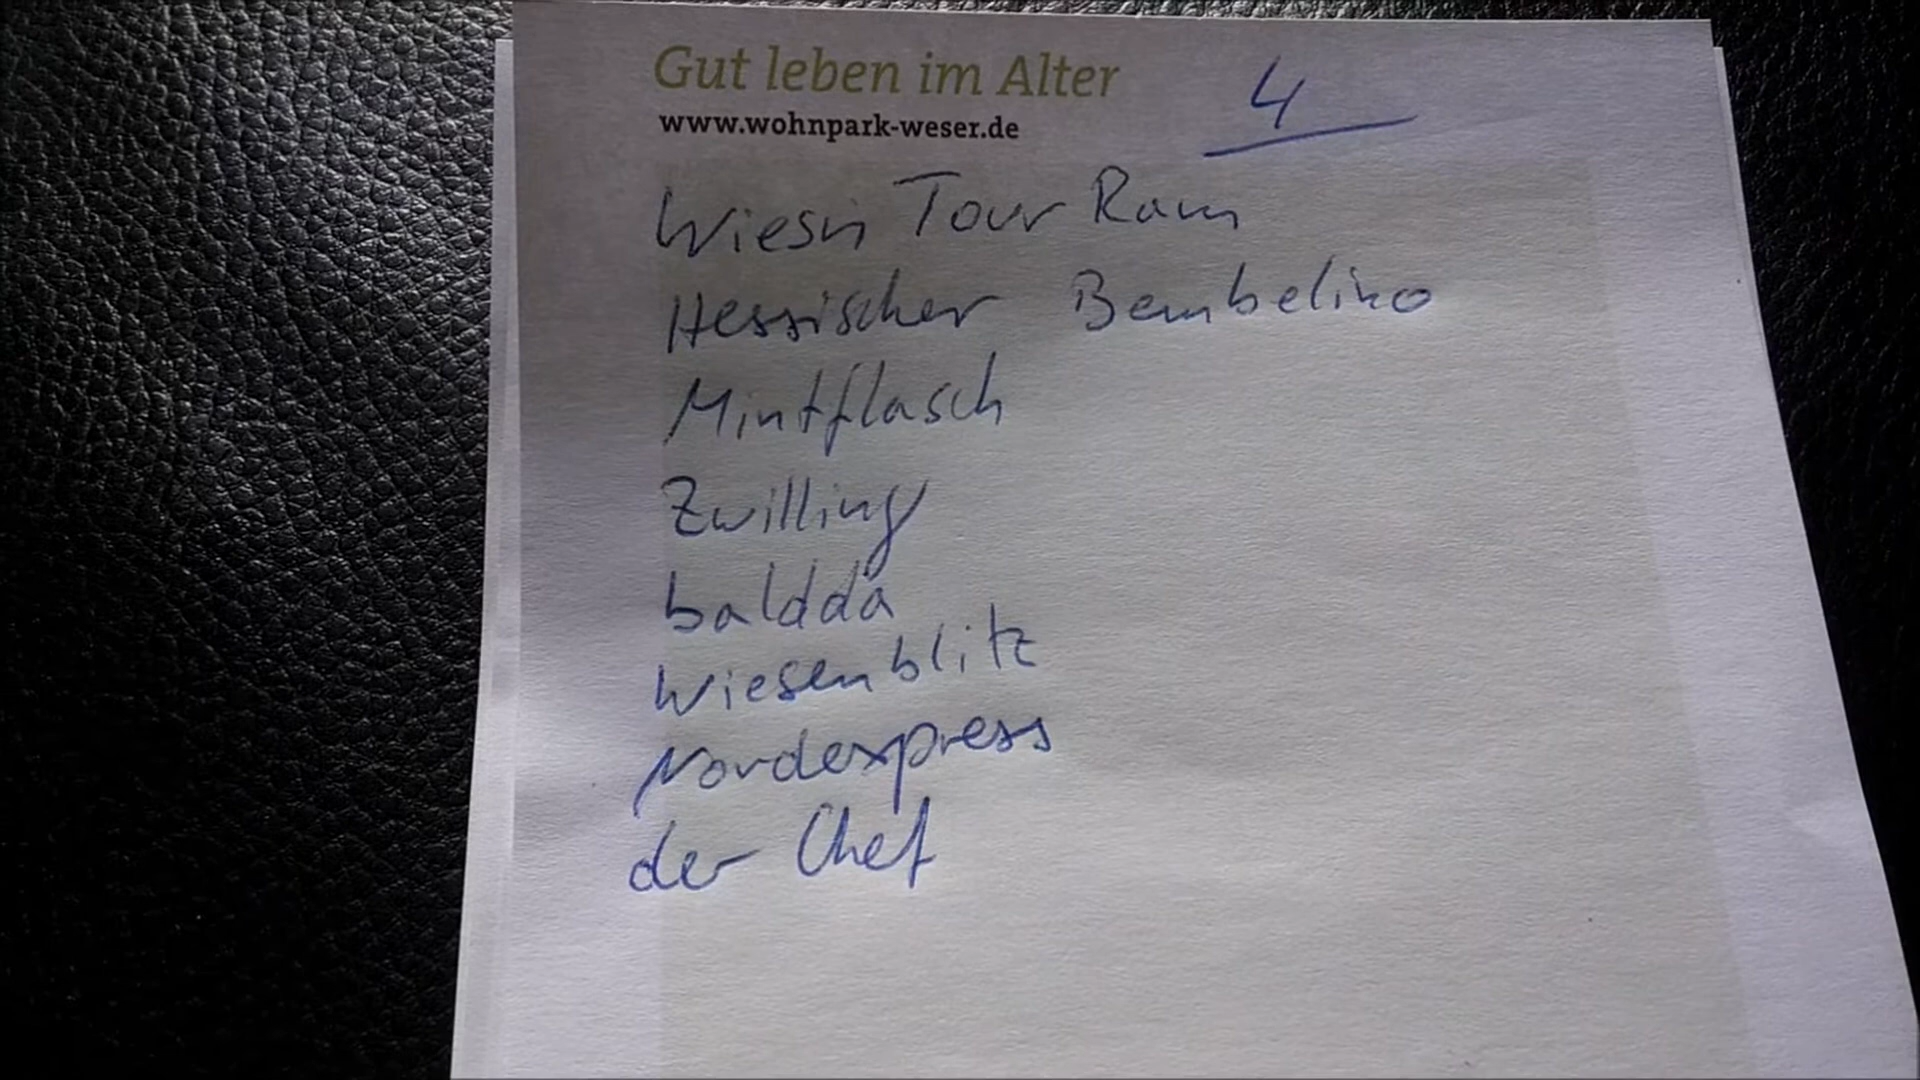 Gut leben im Alter
4
www.wohnpark-weser.de
Wiesn Tour Ram
Hessischer Bembelino
Mintflasch
Zwilling
baldda
Wiesenblitz
Nordexpress
der Chef